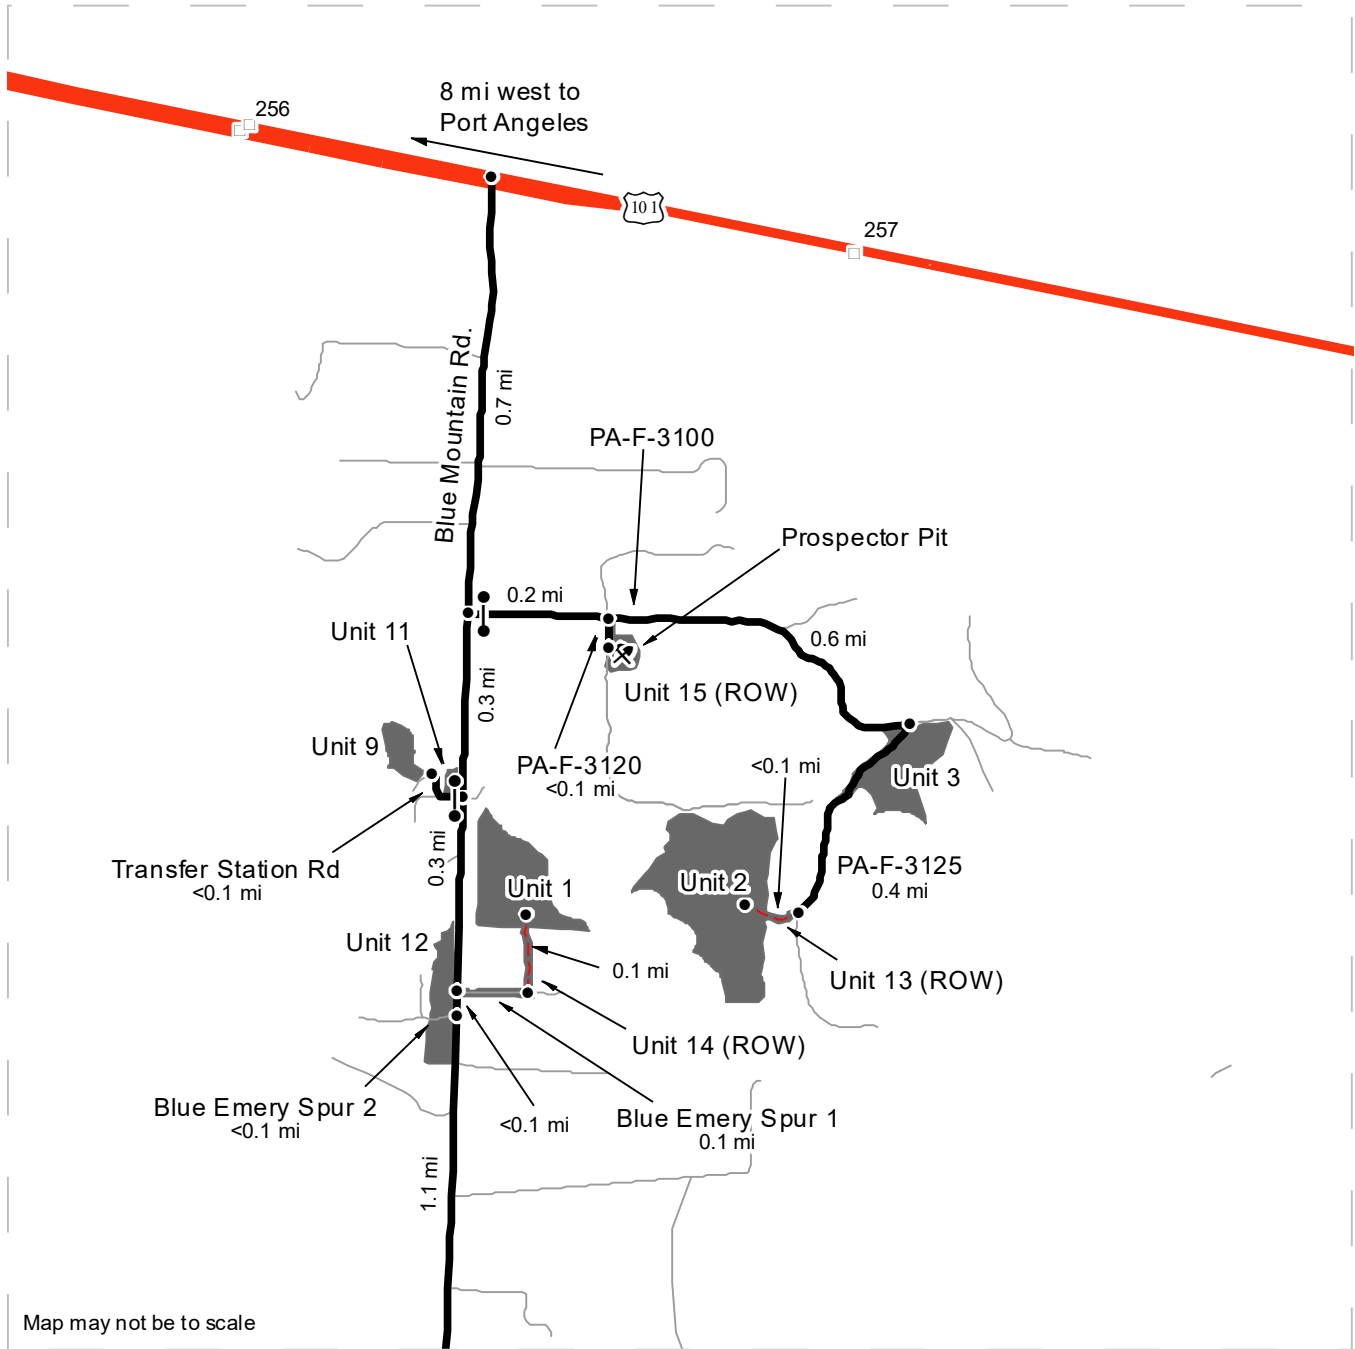 8 mi west to
Port Angeles
256
10 1
257
Blue Mountain Rd.
0.7 mi
PA-F-3100
Prospector Pit
0.2 mi
Unit 11
0.6 mi
0.3 mi
Unit 15 (ROW)
Unit 9
PA-F-3120
<0.1 mi
<0.1 mi
Unit 3
Transfer Station Rd
<0.1 mi
0.3 mi
PA-F-3125
0.4 mi
Unit 1
Unit 2
Unit 12
0.1 mi
Unit 13 (ROW)
Unit 14 (ROW)
Blue Emery Spur 2
<0.1 mi
<0.1 mi
Blue Emery Spur 1
0.1 mi
1.1 mi
Map may not be to scale